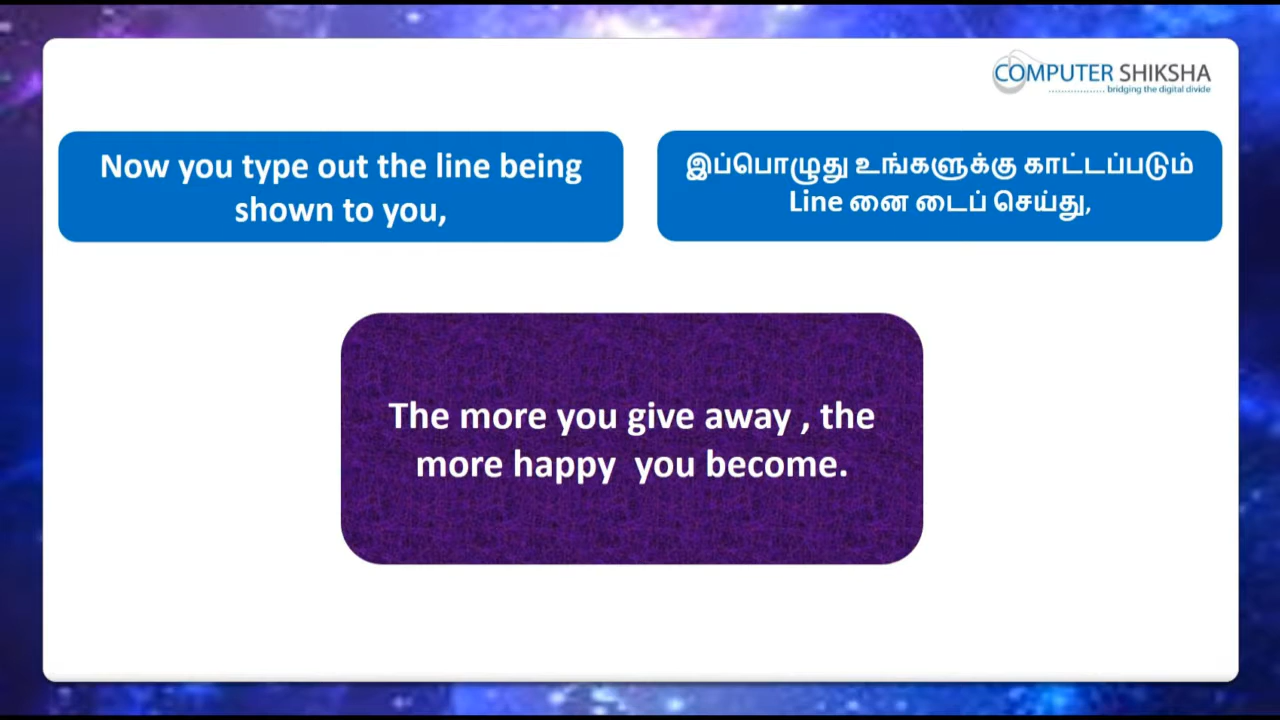 COMPUTER SHIKSHA
.................. bridging the digital divide
Now you type out the line being
shown to you,
இப்பொழுது உங்களுக்கு காட்டப்படும்
Line னை டைப் செய்து,
The more you give away , the
more happy  you become.